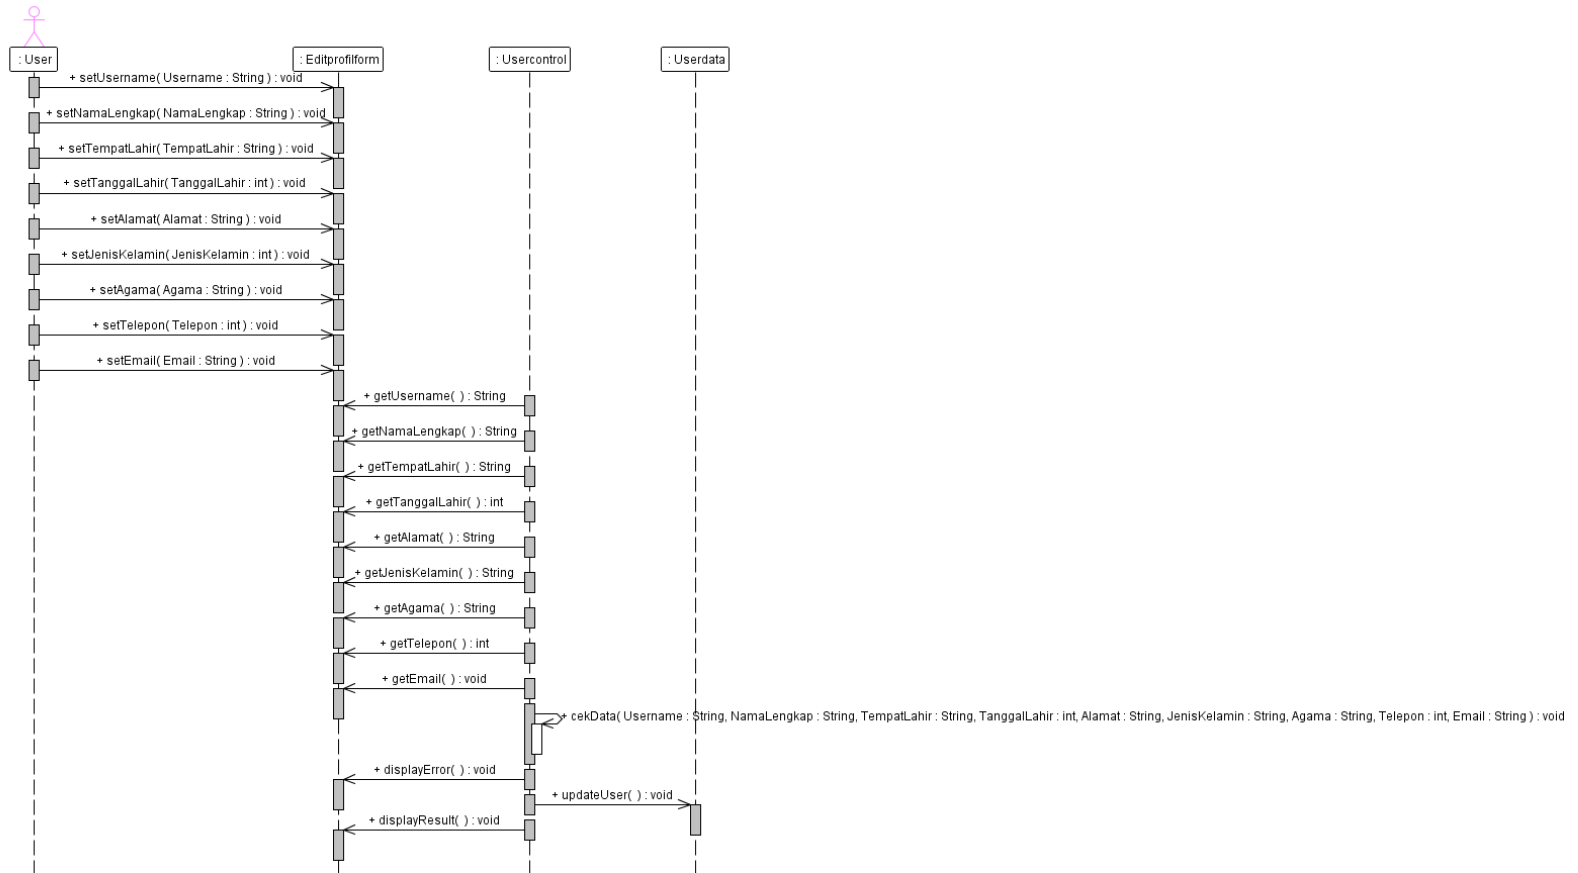 : User
: Editprofilform
: Usercontrol
: Userdata
+ setUsername( Username : String ) : void
+ setNamaLengkap( NamaLengkap : String ) : void
+ setTempatLahir( TempatLahir : String ) : void
+ setTanggalLahir( TanggalLahir : int ) : void
+ setAlamat( Alamat : String ) : void
+ setJenisKelamin( JenisKelamin : int ) : void
+ setAgama( Agama : String ) : void
+ setTelepon( Telepon : int ) : void
+ setEmail( Email : String ) : void
+ getUsername( ) : String
+ getNamaLengkap( ) : String
+ getTempatLahir( ) : String
+ getTanggalLahir( ) : int
+ getAlamat( ) : String
+ getJenisKelamin( ) : String
+ getAgama( ) : String
+ getTelepon( ) : int
+ getEmail( ) : void
+ cekData( Username : String, NamaLengkap : String, TempatLahir : String, TanggalLahir : int, Alamat : String, JenisKelamin : String, Agama : String, Telepon : int, Email : String ) : void
+ displayError( ) : void
+ updateUser( ) : void
+ displayResult( ) : void